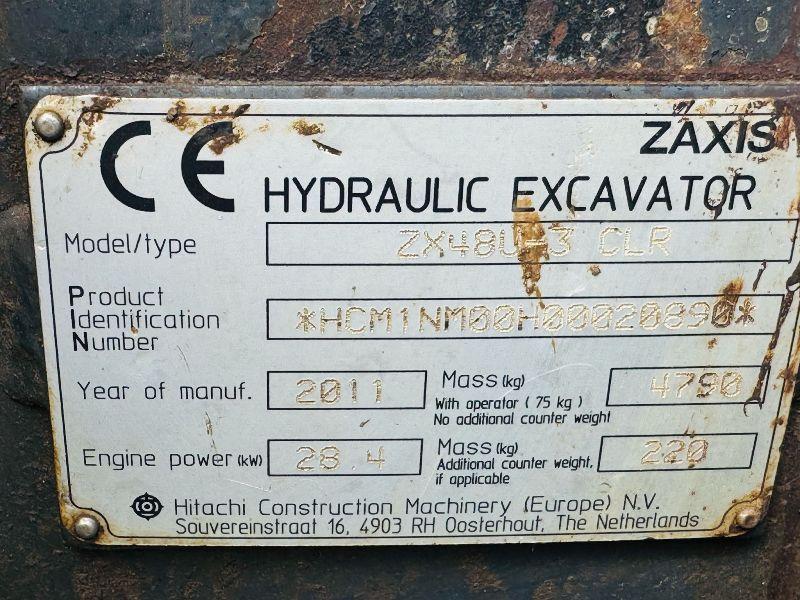 CE ZAXIS
HYDRAULIC EXCAVATOR
Model/type ZX48U-3 CLR
Product
Identification
Number *HCM1NM00H00020890*
Year of manuf. 2011 Mass (kg) 4790
With operator ( 75 kg )
No additional counter weight
Engine power (kW) 28.4 Mass (kg) 220
Additional counter weight,
if applicable
Hitachi Construction Machinery (Europe) N.V.
Souvereinstraat 16, 4903 RH Oosterhout, The Netherlands